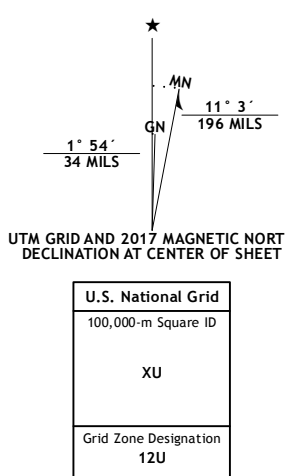 ★
MN
11° 3´
196 MILS
GN
1° 54´
34 MILS
UTM GRID AND 2017 MAGNETIC NORT
DECLINATION AT CENTER OF SHEET
U.S. National Grid
100,000-m Square ID
XU
Grid Zone Designation
12U